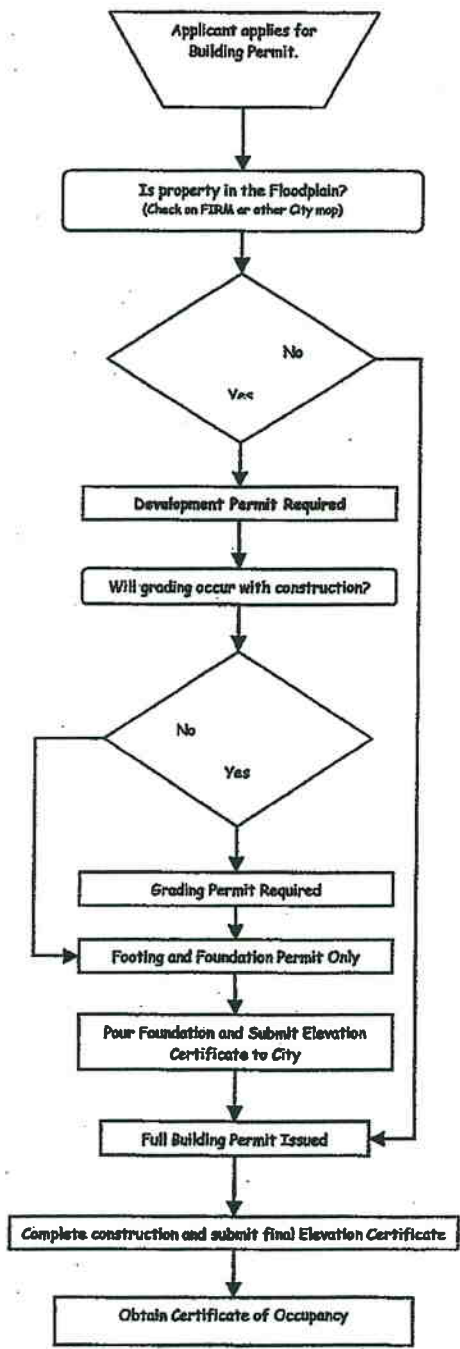 Applicant applies for
Building Permit.
Is property in the Floodplain?
(Check on FIRM or other City map)
No
Yes
Development Permit Required
Will grading occur with construction?
No
Yes
Grading Permit Required
Footing and Foundation Permit Only
Pour Foundation and Submit Elevation
Certificate to City
Full Building Permit Issued
Complete construction and submit final Elevation Certificate
Obtain Certificate of Occupancy